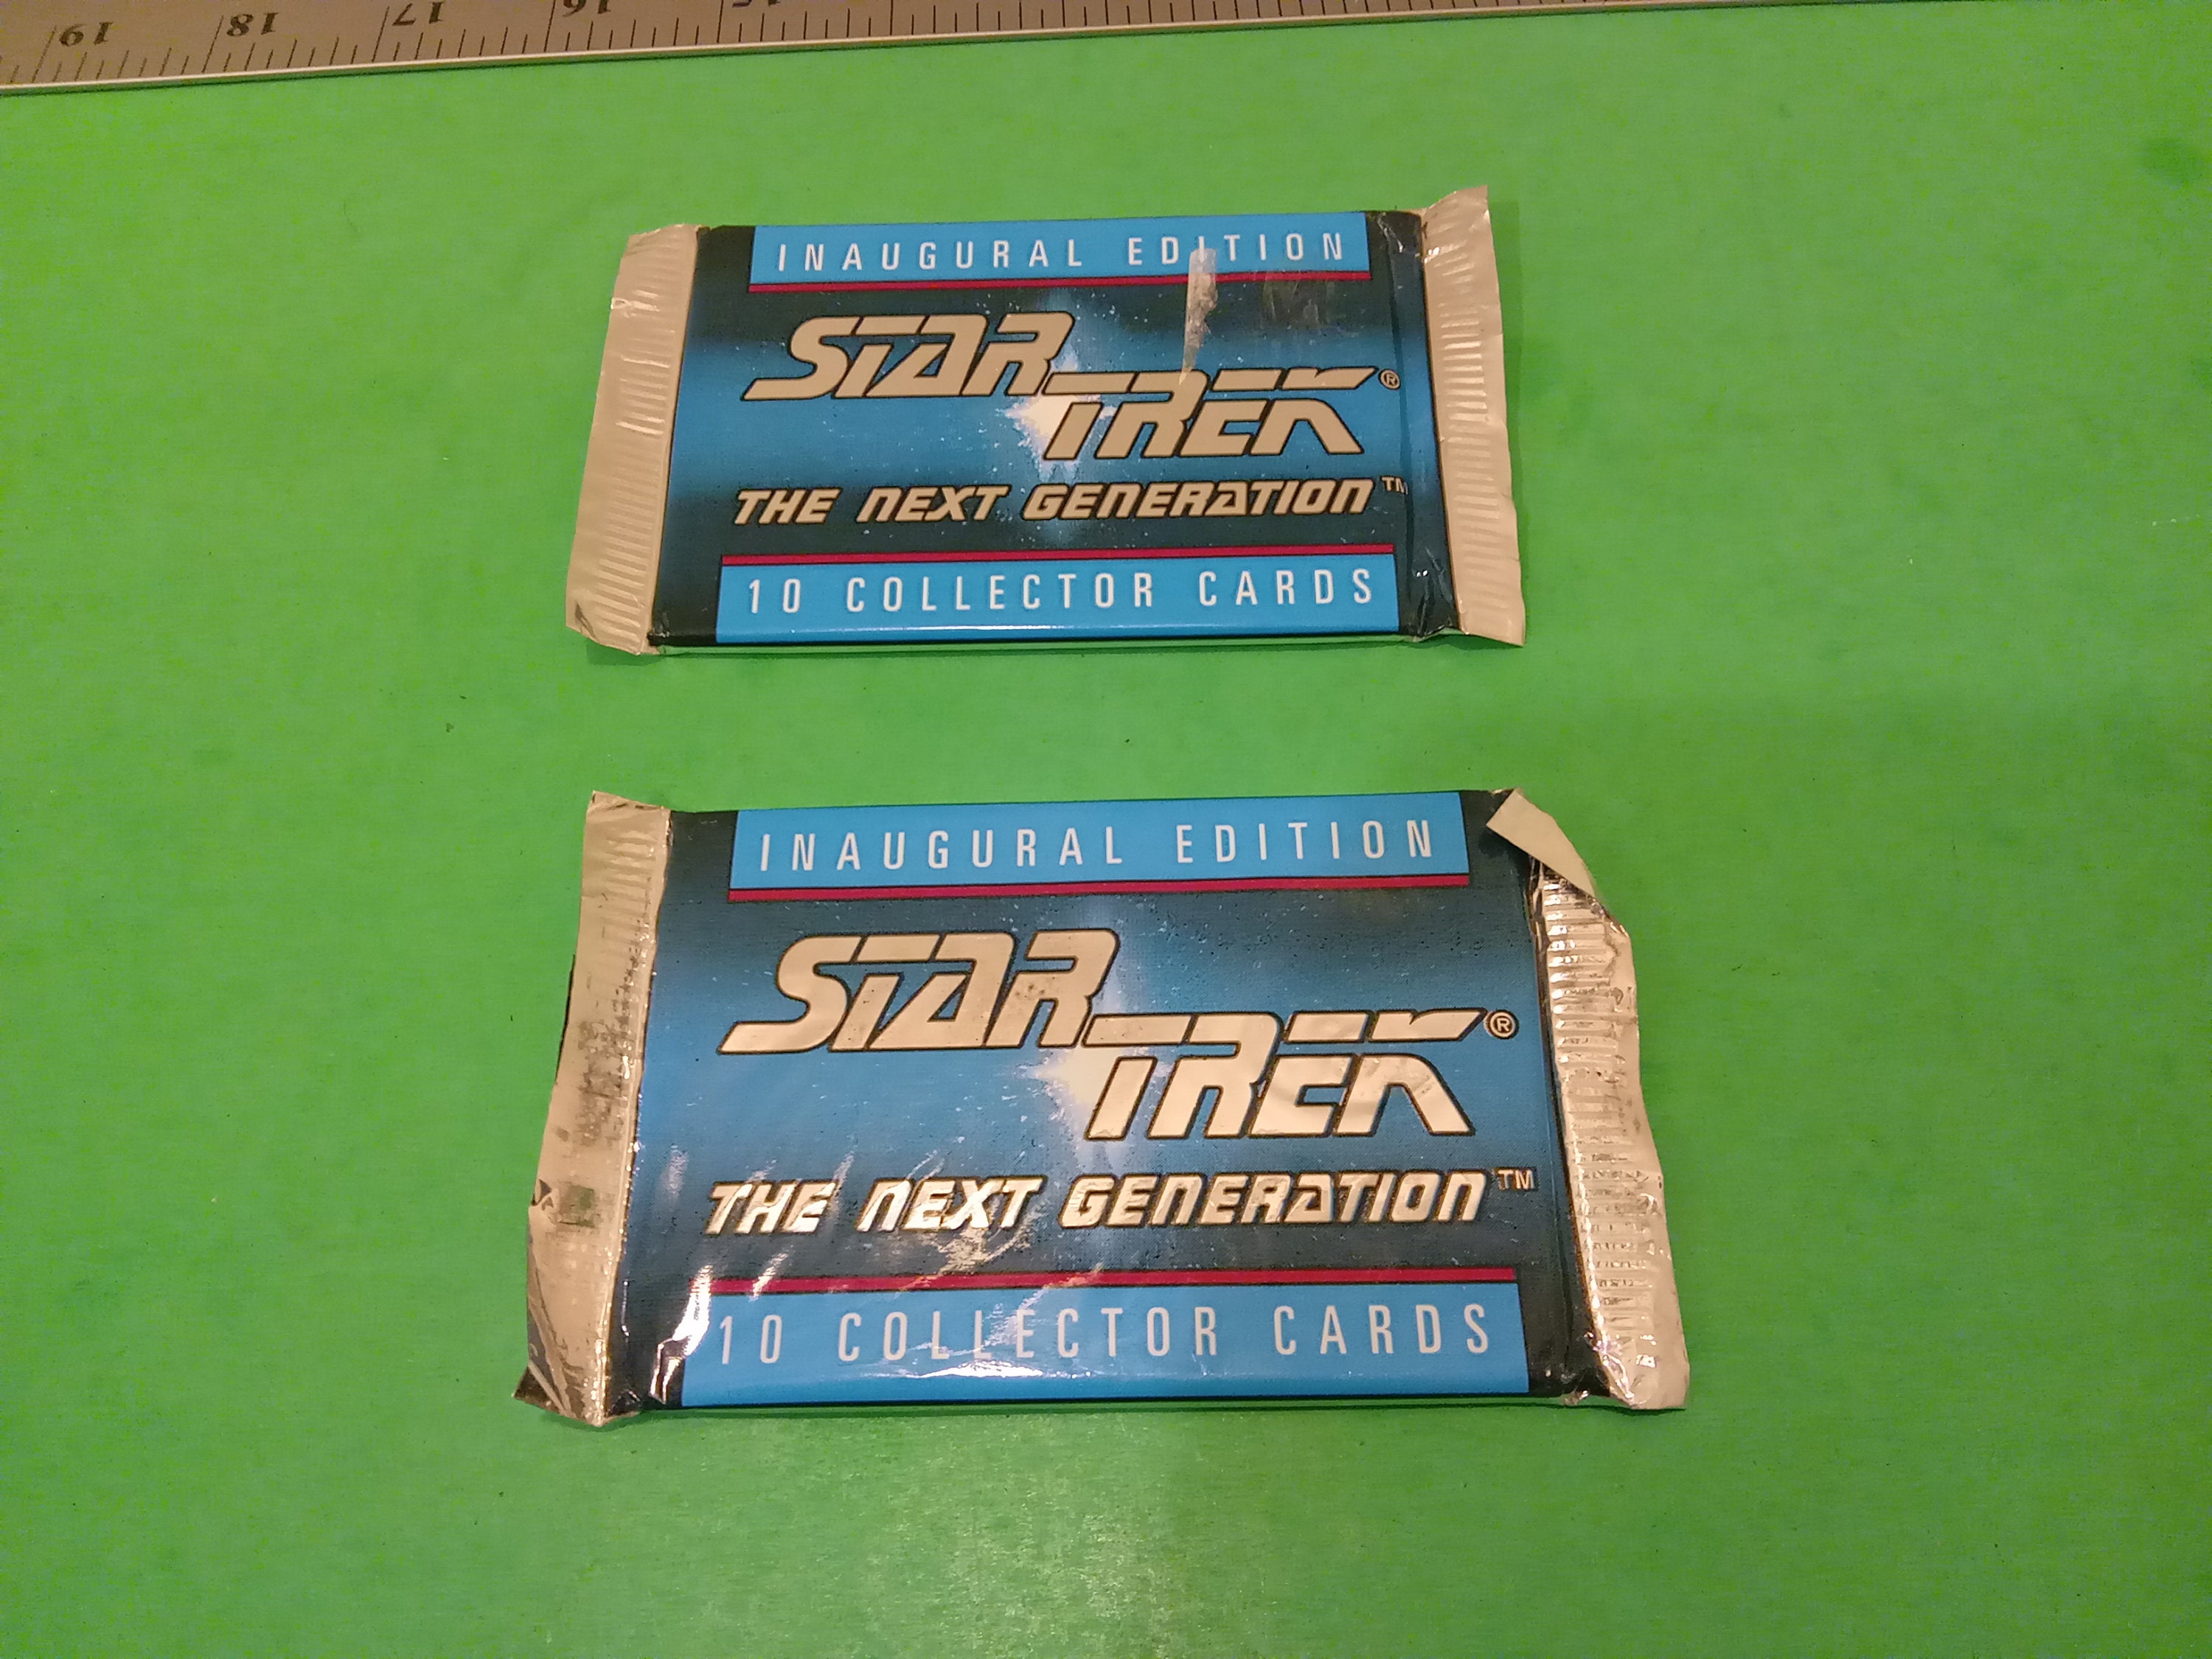 19 18 17 16 15
INAUGURAL EDITION
STAR
TREK®
THE NEXT GENERATION™
10 COLLECTOR CARDS
INAUGURAL EDITION
STAR
TREK®
THE NEXT GENERATION™
10 COLLECTOR CARDS